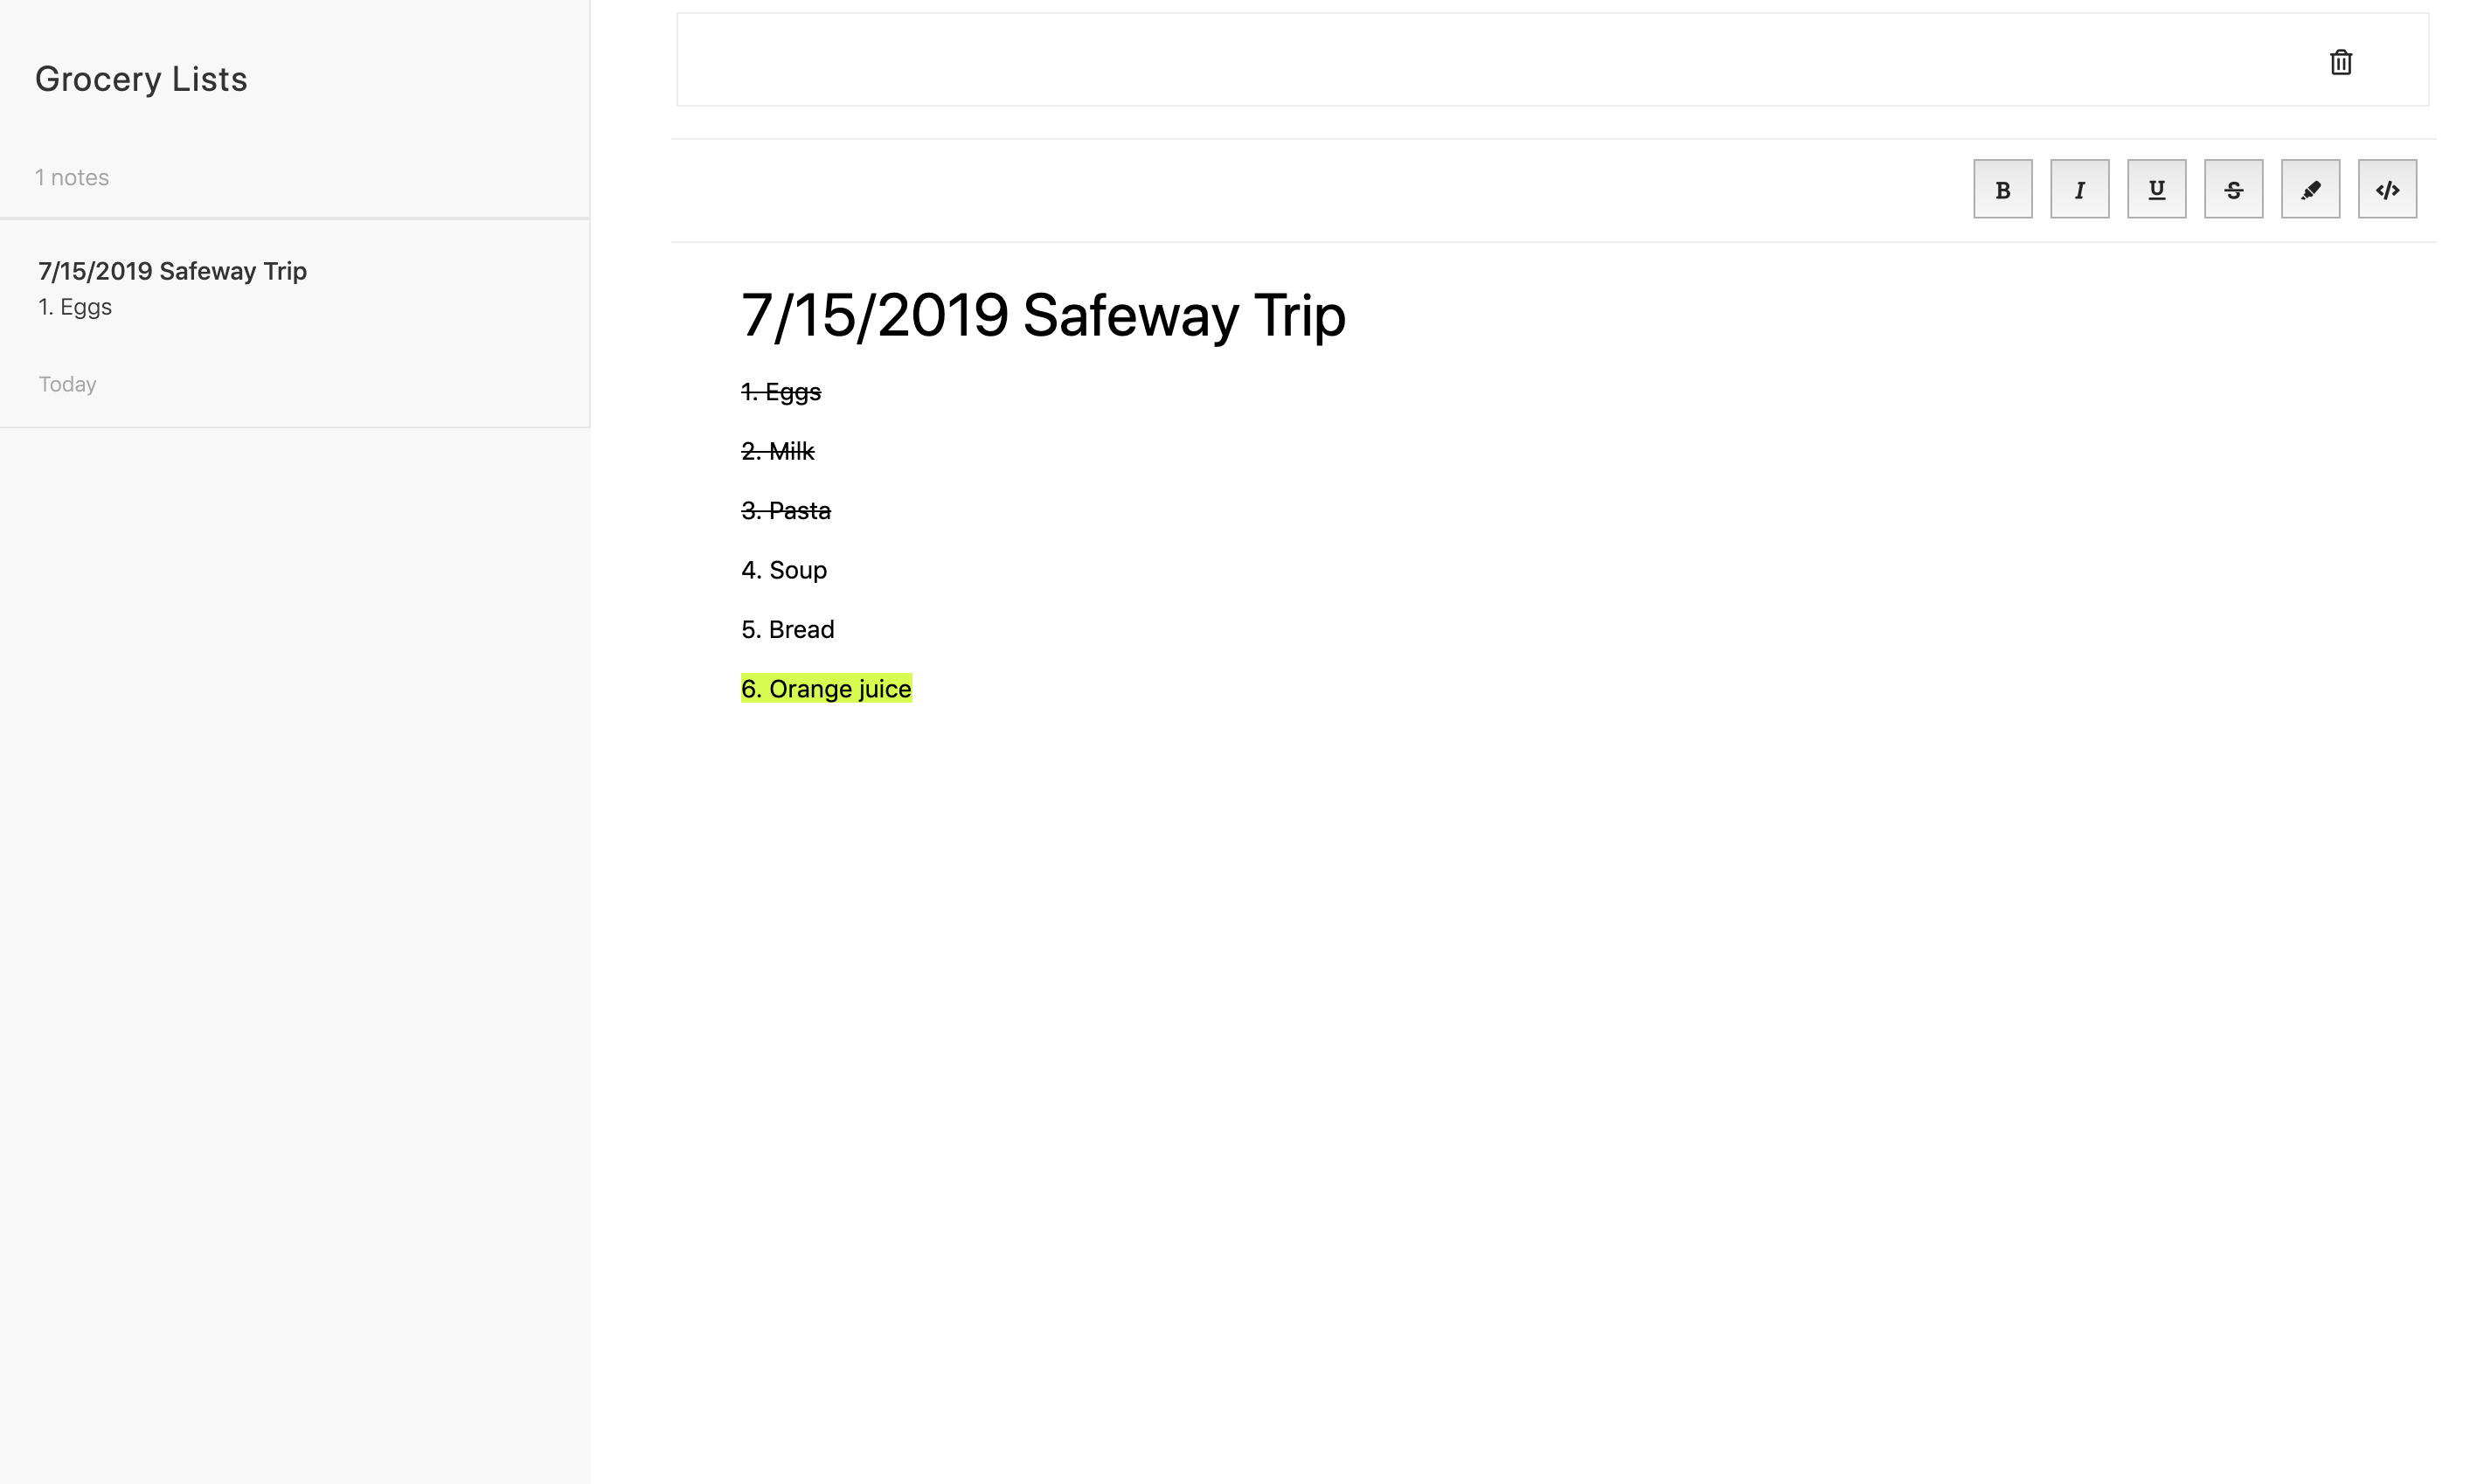 Grocery Lists
1 notes
7/15/2019 Safeway Trip
1. Eggs
Today
B I U S </>
7/15/2019 Safeway Trip
1. Eggs
2. Milk
3. Pasta
4. Soup
5. Bread
6. Orange juice